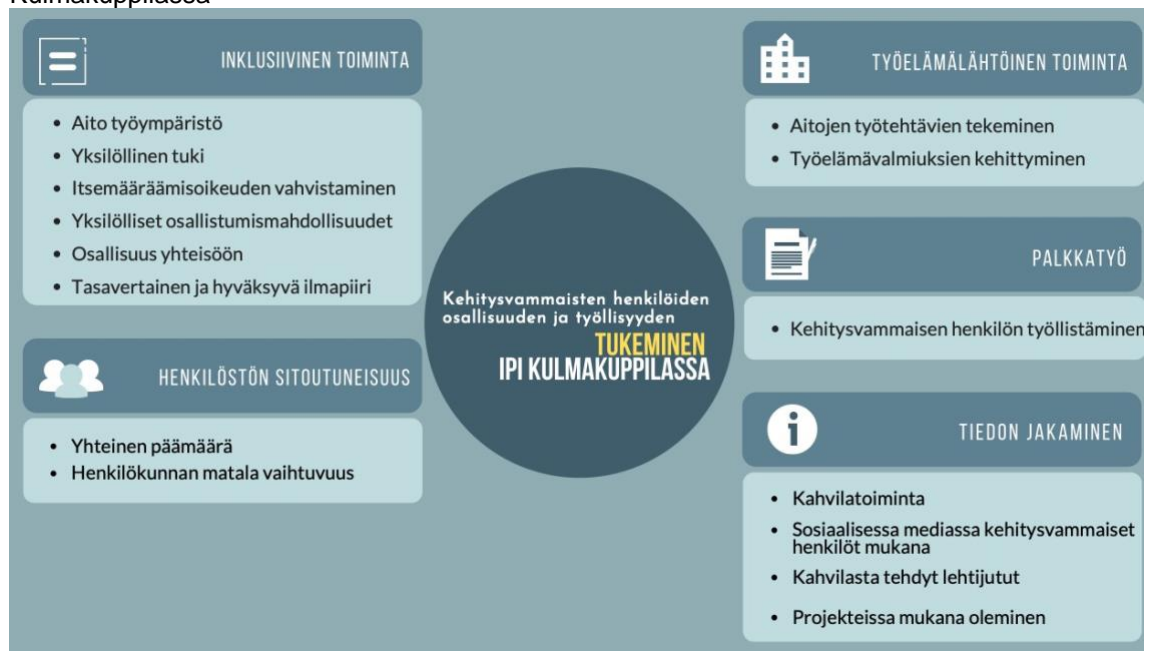 Kulmakuppilassa
INKLUSIIVINEN TOIMINTA
• Aito työympäristö
• Yksilöllinen tuki
• Itsemääräämisoikeuden vahvistaminen
• Yksilölliset osallistumismahdollisuudet
• Osallisuus yhteisöön
• Tasavertainen ja hyväksyvä ilmapiiri
HENKILÖSTÖN SITOUTUNEISUUS
• Yhteinen päämäärä
• Henkilökunnan matala vaihtuvuus
Kehitysvammaisten henkilöiden
osallisuuden ja työllisyyden
TUKEMINEN
IPI KULMAKUPPILASSA
TYÖELÄMÄLÄHTÖINEN TOIMINTA
• Aitojen työtehtävien tekeminen
• Työelämävalmiuksien kehittyminen
PALKKATYÖ
• Kehitysvammaisen henkilön työllistäminen
TIEDON JAKAMINEN
• Kahvilatoiminta
• Sosiaalisessa mediassa kehitysvammaiset
henkilöt mukana
• Kahvilasta tehdyt lehtijutut
• Projekteissa mukana oleminen